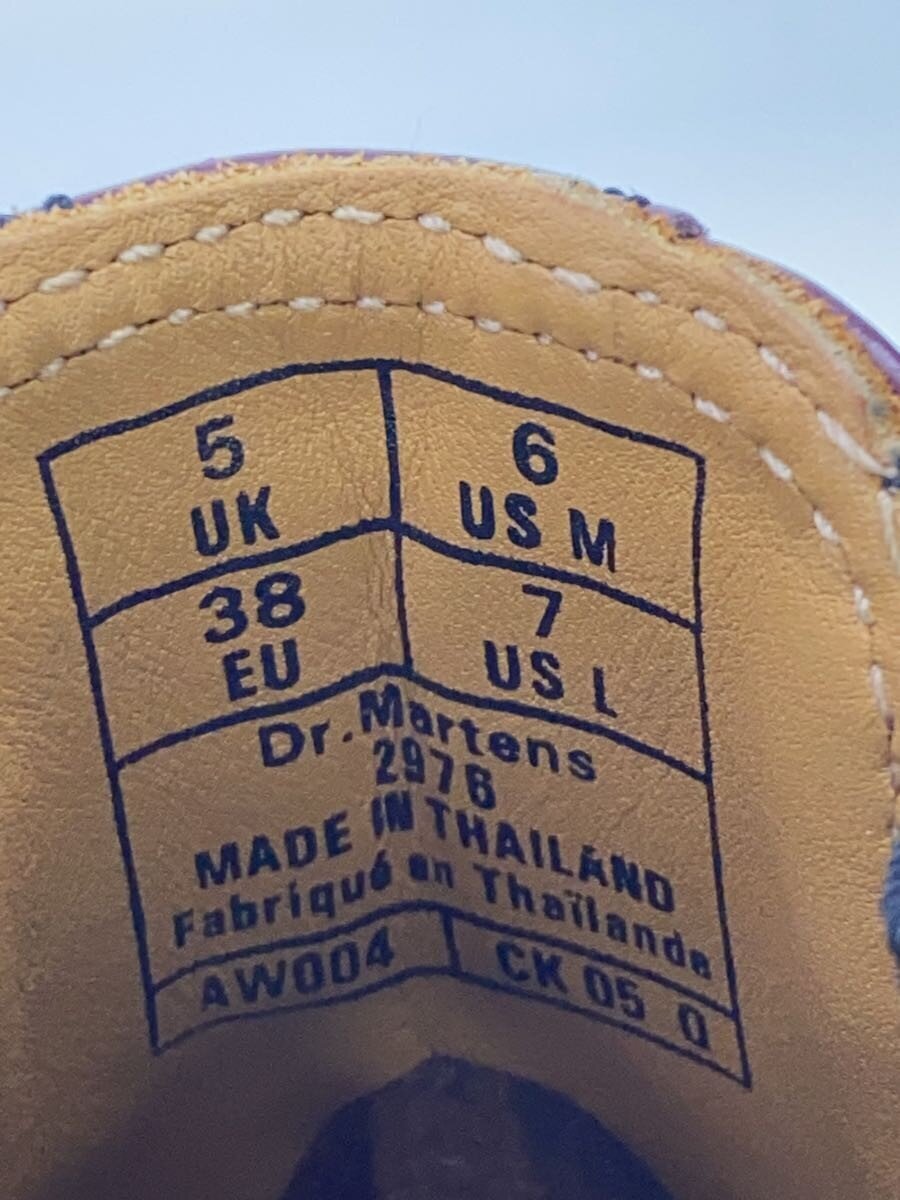 5
UK
6
US M
38
EU
7
US L
Dr. Martens
2976
MADE IN THAILAND
Fabriqué en Thaïlande
AW004
CK 05 0